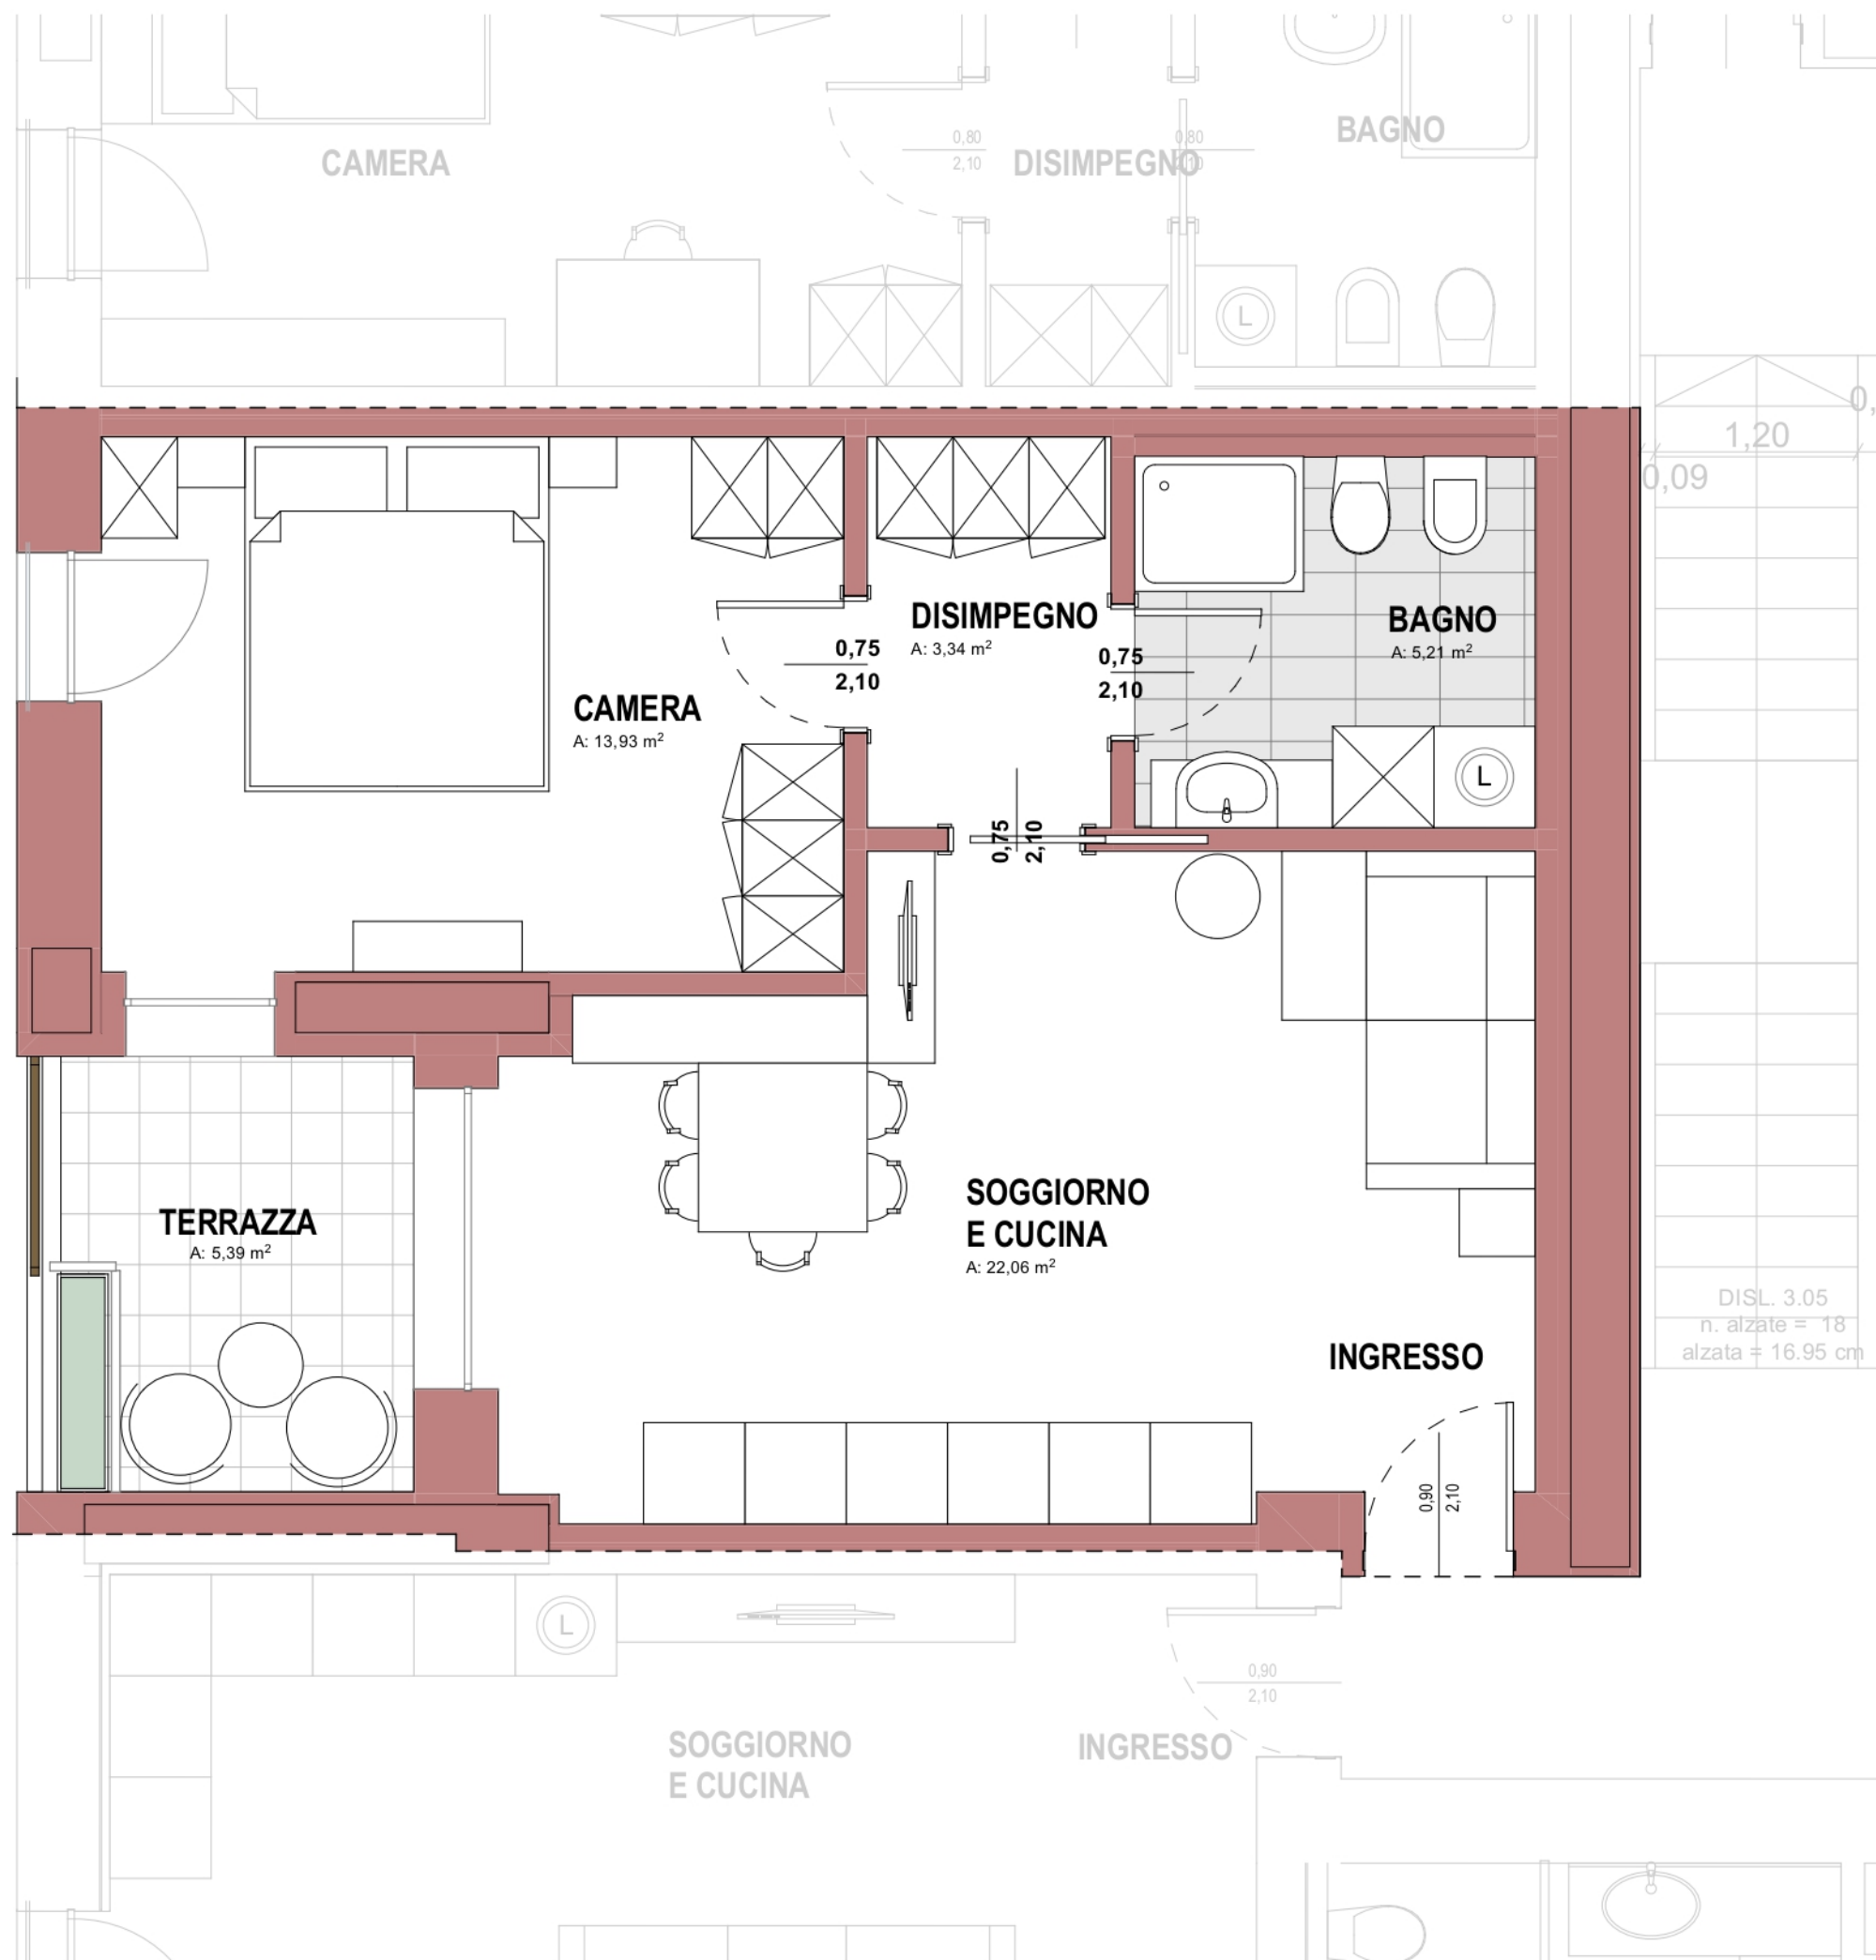 CAMERA
0,80
2,10
DISIMPEGNO
0,80
2,10
BAGNO
L
1,20
0,09
DISIMPEGNO
A: 3,34 m²
BAGNO
A: 5,21 m²
0,75
2,10
0,75
2,10
CAMERA
A: 13,93 m²
L
0,75
2,10
SOGGIORNO
E CUCINA
A: 22,06 m²
TERRAZZA
A: 5,39 m²
DISL. 3.05
n. alzate = 18
alzata = 16.95 cm
INGRESSO
0,90
2,10
L
0,90
2,10
SOGGIORNO
E CUCINA
INGRESSO